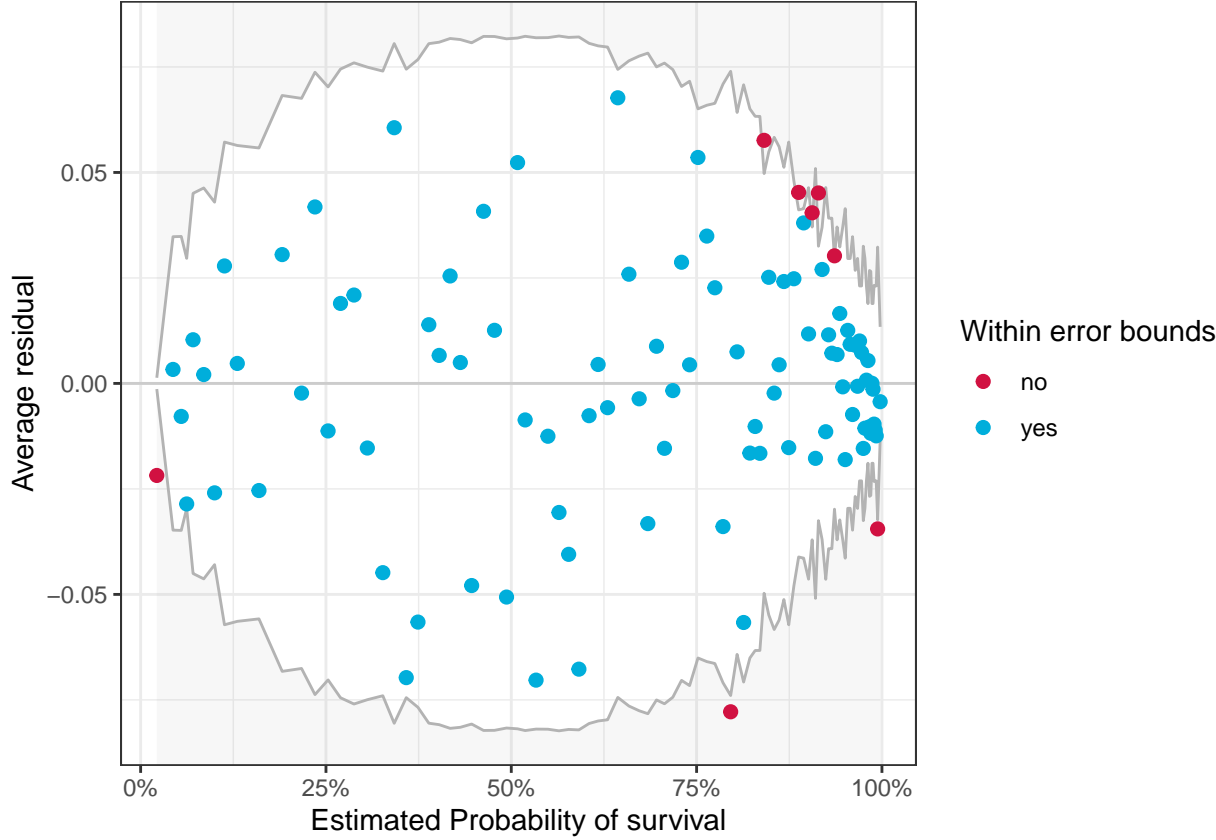 0.05
0.00
−0.05
Average residual
0%
25%
50%
75%
100%
Estimated Probability of survival
Within error bounds
no
yes